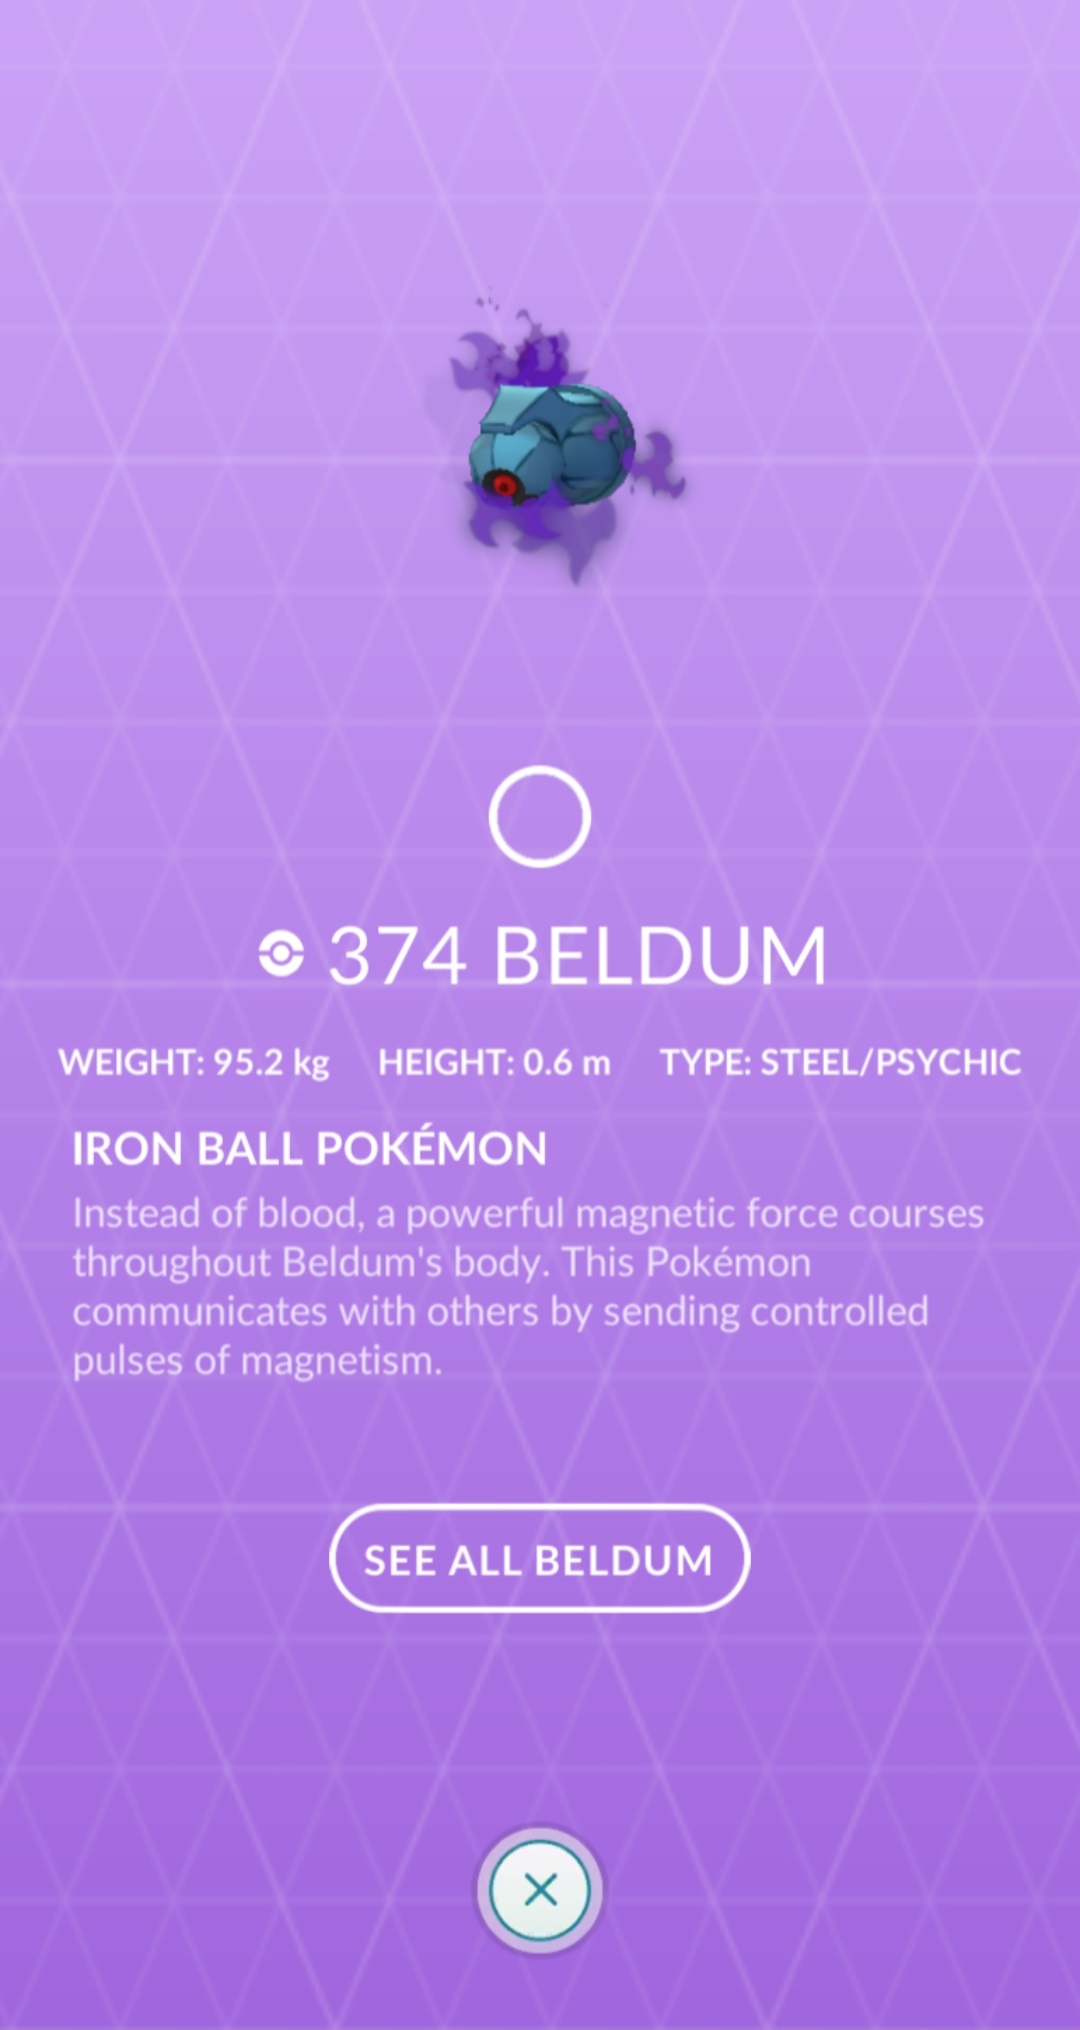 374 BELDUM
WEIGHT: 95.2 kg HEIGHT: 0.6 m TYPE: STEEL/PSYCHIC
IRON BALL POKÉMON
Instead of blood, a powerful magnetic force courses
throughout Beldum's body. This Pokémon
communicates with others by sending controlled
pulses of magnetism.
SEE ALL BELDUM